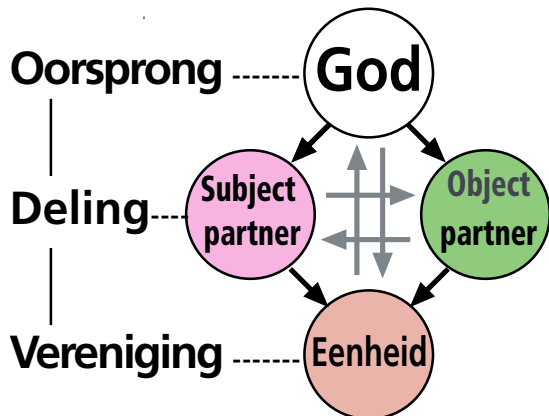 Oorsprong
God
Deling
Subject
partner
Object
partner
Vereniging
Eenheid